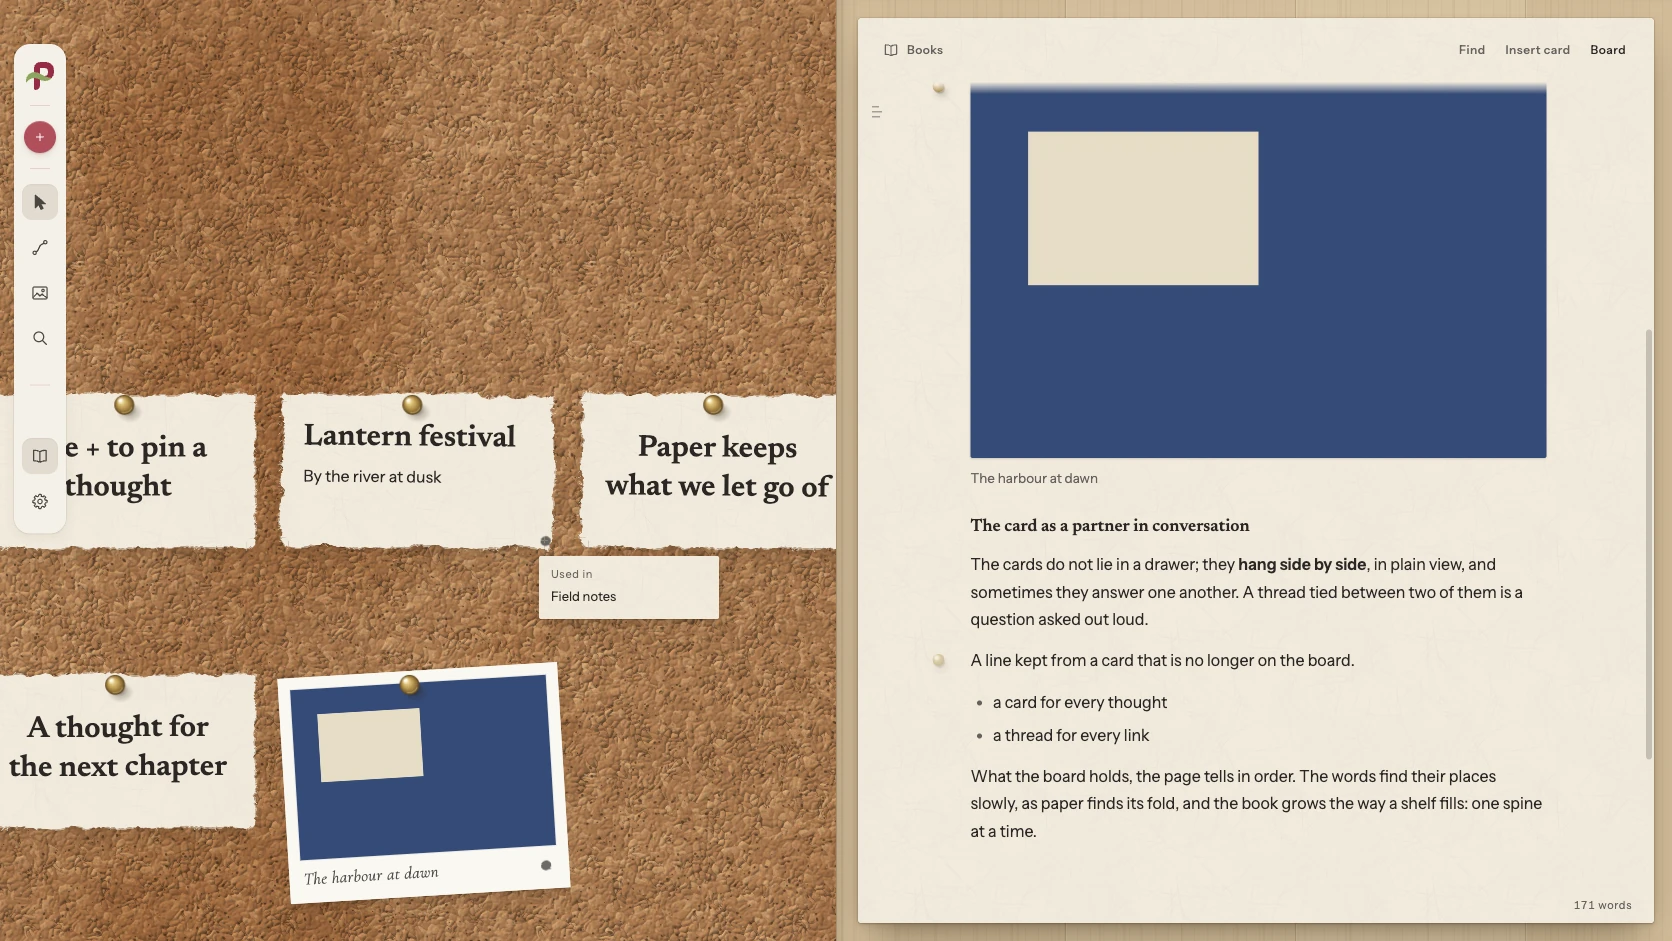 e + to pin a
thought
Lantern festival
By the river at dusk
Paper keeps
what we let go of
Used in
Field notes
A thought for
the next chapter
The harbour at dawn
Books
Find
Insert card
Board
The harbour at dawn
The card as a partner in conversation
The cards do not lie in a drawer; they hang side by side, in plain view, and
sometimes they answer one another. A thread tied between two of them is a
question asked out loud.
A line kept from a card that is no longer on the board.
a card for every thought
a thread for every link
What the board holds, the page tells in order. The words find their places
slowly, as paper finds its fold, and the book grows the way a shelf fills: one spine
at a time.
171 words